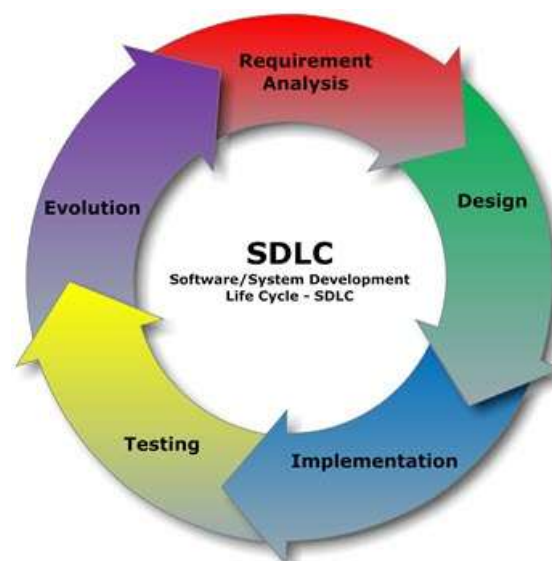 Requirement
Analysis
Design
Evolution
SDLC
Software/System Development
Life Cycle - SDLC
Testing
Implementation